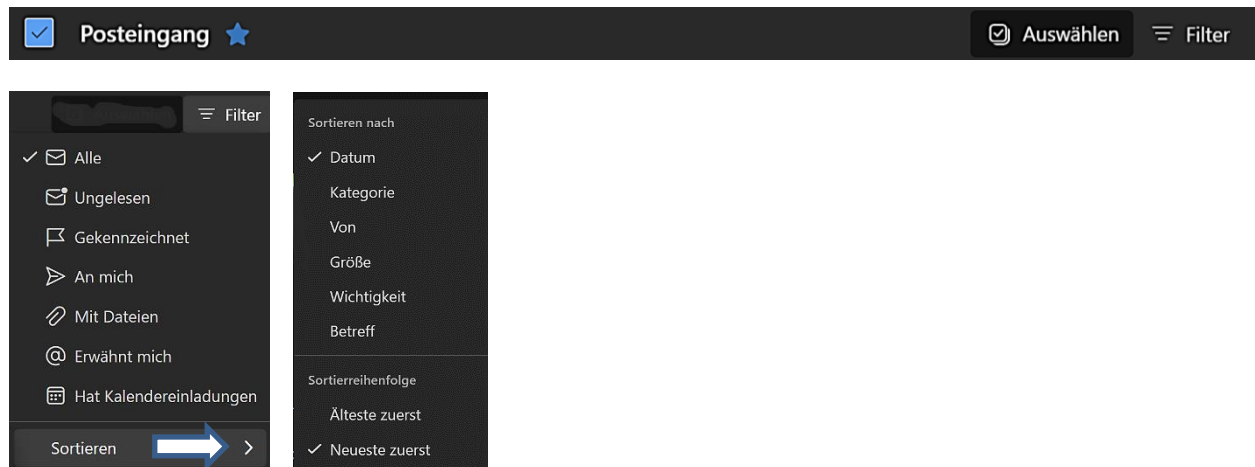 Posteingang
Auswählen
Filter
Filter
Alle
Ungelesen
Gekennzeichnet
An mich
Mit Dateien
Erwähnt mich
Hat Kalendereinladungen
Sortieren
Sortieren nach
Datum
Kategorie
Von
Größe
Wichtigkeit
Betreff
Sortierreihenfolge
Älteste zuerst
Neueste zuerst